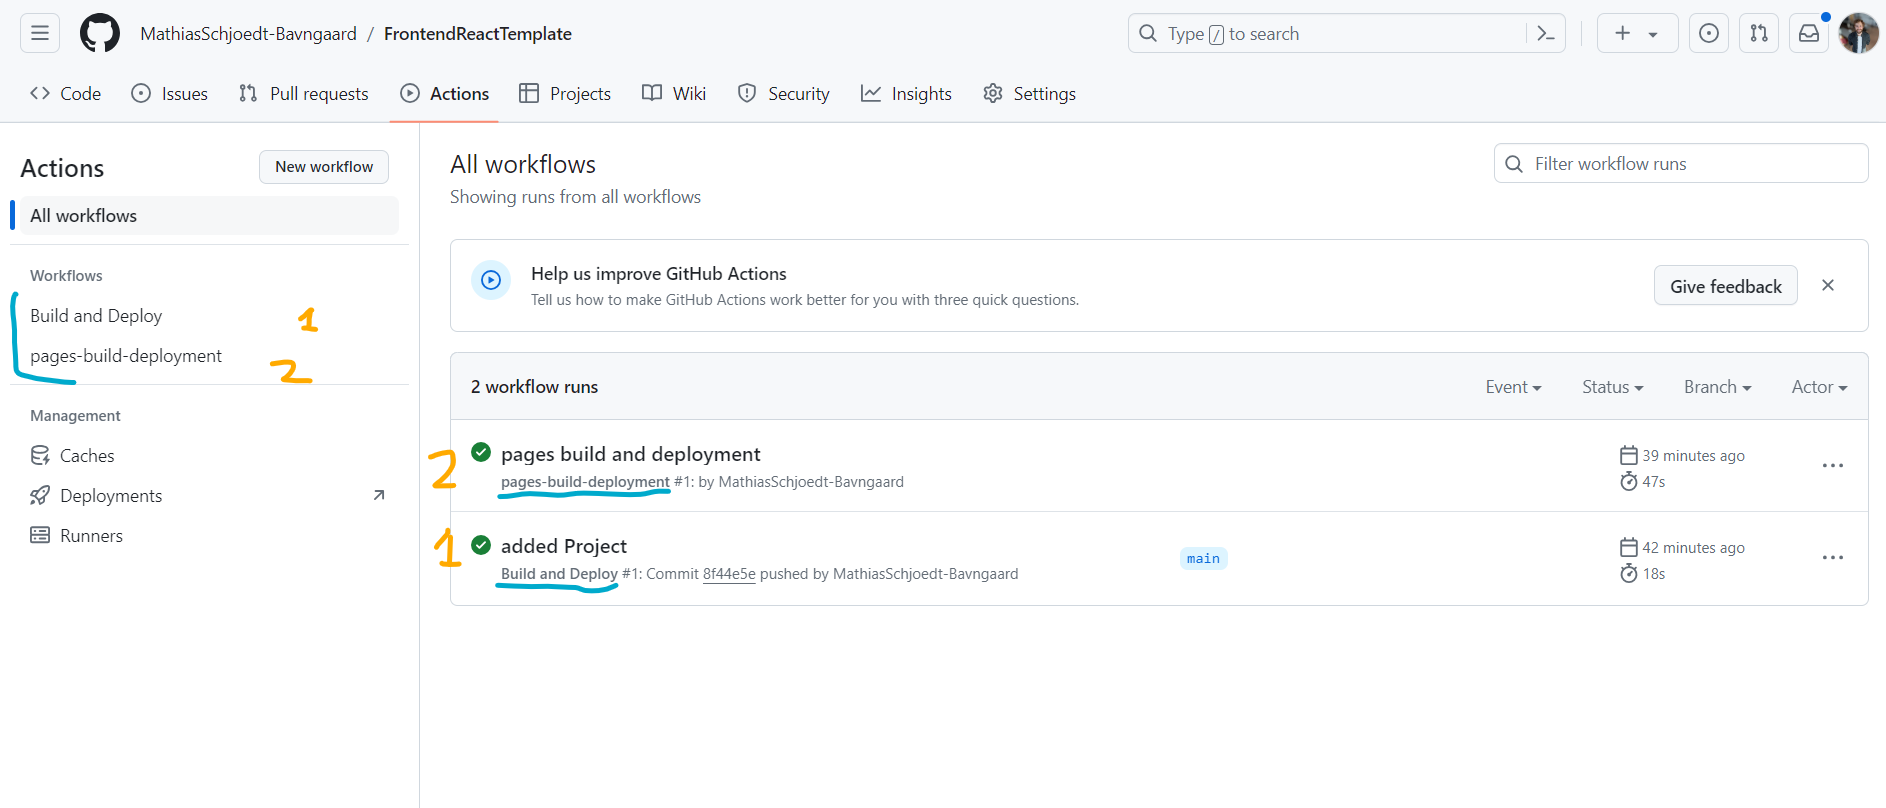 MathiasSchjoedt-Bavngaard / FrontendReactTemplate
Type / to search
Code Issues Pull requests Actions Projects Wiki Security Insights Settings
Actions
New workflow
All workflows
Workflows
Build and Deploy 1
pages-build-deployment 2
Management
Caches
Deployments
Runners
All workflows
Showing runs from all workflows
Filter workflow runs
Help us improve GitHub Actions
Tell us how to make GitHub Actions work better for you with three quick questions.
Give feedback
2 workflow runs
Event Status Branch Actor
2 pages build and deployment
pages-build-deployment #1: by MathiasSchjoedt-Bavngaard
39 minutes ago
47s
1 added Project
Build and Deploy #1: Commit 8f44e5e pushed by MathiasSchjoedt-Bavngaard
main
42 minutes ago
18s